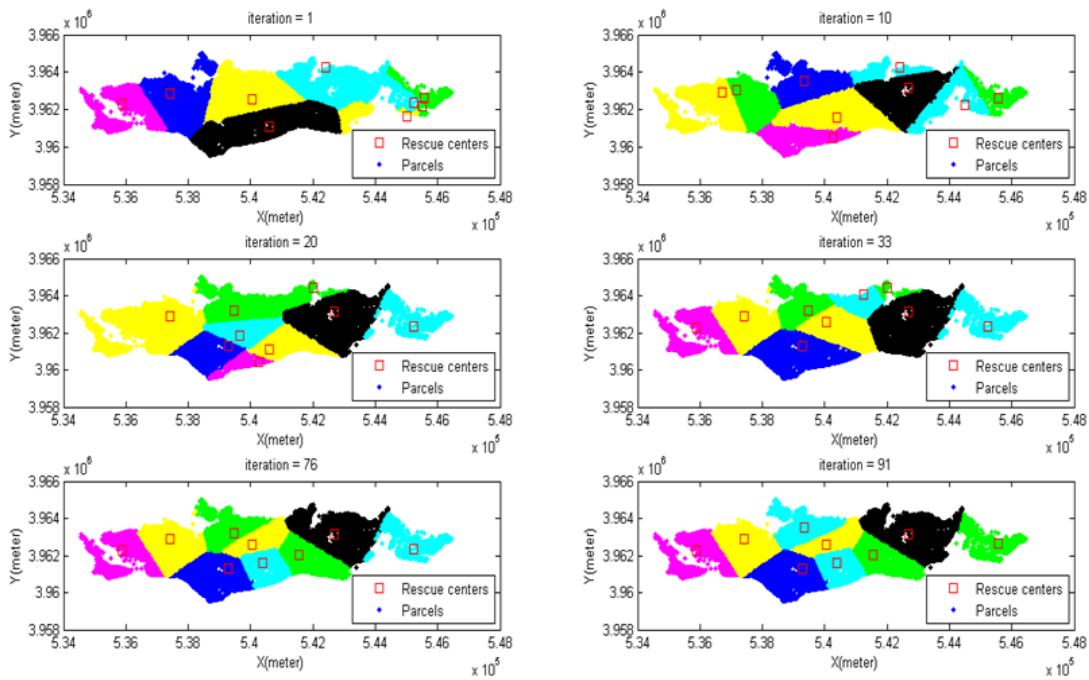 iteration = 1
x 10^6
3.966
3.964
3.962
3.96
3.958
Y(meter)
5.34 5.36 5.38 5.4 5.42 5.44 5.46 5.48
X(meter)
x 10^5
Rescue centers
Parcels
iteration = 10
x 10^6
3.966
3.964
3.962
3.96
3.958
Y(meter)
5.34 5.36 5.38 5.4 5.42 5.44 5.46 5.48
X(meter)
x 10^5
Rescue centers
Parcels
iteration = 20
x 10^6
3.966
3.964
3.962
3.96
3.958
Y(meter)
5.34 5.36 5.38 5.4 5.42 5.44 5.46 5.48
X(meter)
x 10^5
Rescue centers
Parcels
iteration = 33
x 10^6
3.966
3.964
3.962
3.96
3.958
Y(meter)
5.34 5.36 5.38 5.4 5.42 5.44 5.46 5.48
X(meter)
x 10^5
Rescue centers
Parcels
iteration = 76
x 10^6
3.966
3.964
3.962
3.96
3.958
Y(meter)
5.34 5.36 5.38 5.4 5.42 5.44 5.46 5.48
X(meter)
x 10^5
Rescue centers
Parcels
iteration = 91
x 10^6
3.966
3.964
3.962
3.96
3.958
Y(meter)
5.34 5.36 5.38 5.4 5.42 5.44 5.46 5.48
X(meter)
x 10^5
Rescue centers
Parcels